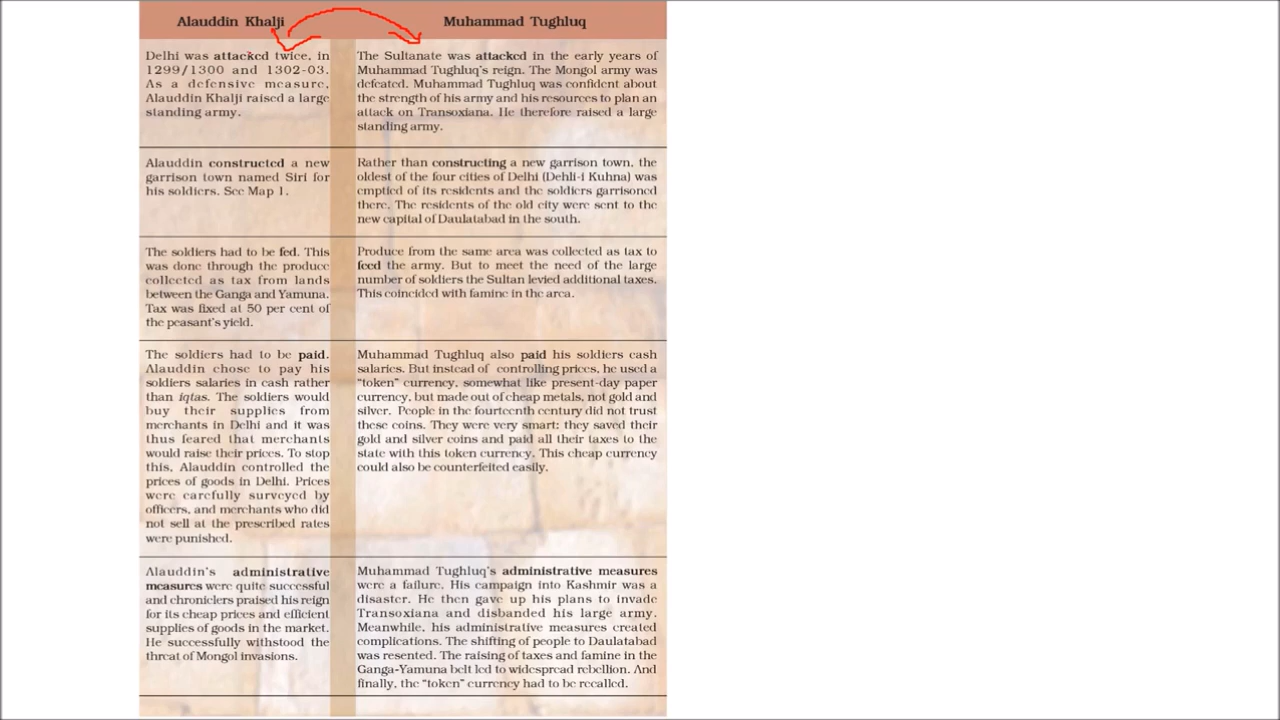 Alauddin Khalji
Muhammad Tughluq
Delhi was attacked twice, in
1299/1300 and 1302-03.
As a defensive measure,
Alauddin Khalji raised a large
standing army.
The Sultanate was attacked in the early years of
Muhammad Tughluq's reign. The Mongol army was
defeated. Muhammad Tughluq was confident about
the strength of his army and his resources to plan an
attack on Transoxiana. He therefore raised a large
standing army.
Alauddin constructed a new
garrison town named Siri for
his soldiers. See Map 1.
Rather than constructing a new garrison town, the
oldest of the four cities of Delhi (Dehli-i Kuhna) was
emptied of its residents and the soldiers garrisoned
there. The residents of the old city were sent to the
new capital of Daulatabad in the south.
The soldiers had to be fed. This
was done through the produce
collected as tax from lands
between the Ganga and Yamuna.
Tax was fixed at 50 per cent of
the peasant's yield.
Produce from the same area was collected as tax to
feed the army. But to meet the need of the large
number of soldiers the Sultan levied additional taxes.
This coincided with famine in the area.
The soldiers had to be paid.
Alauddin chose to pay his
soldiers salaries in cash rather
than iqtas. The soldiers would
buy their supplies from
merchants in Delhi and it was
thus feared that merchants
would raise their prices. To stop
this, Alauddin controlled the
prices of goods in Delhi. Prices
were carefully surveyed by
officers, and merchants who did
not sell at the prescribed rates
were punished.
Muhammad Tughluq also paid his soldiers cash
salaries. But instead of controlling prices, he used a
"token" currency, somewhat like present-day paper
currency, but made out of cheap metals, not gold and
silver. People in the fourteenth century did not trust
these coins. They were very smart: they saved their
gold and silver coins and paid all their taxes to the
state with this token currency. This cheap currency
could also be counterfeited easily.
Alauddin's administrative
measures were quite successful
and chroniclers praised his reign
for its cheap prices and efficient
supplies of goods in the market.
He successfully withstood the
threat of Mongol invasions.
Muhammad Tughluq's administrative measures
were a failure. His campaign into Kashmir was a
disaster. He then gave up his plans to invade
Transoxiana and disbanded his large army.
Meanwhile, his administrative measures created
complications. The shifting of people to Daulatabad
was resented. The raising of taxes and famine in the
Ganga-Yamuna belt led to widespread rebellion. And
finally, the "token" currency had to be recalled.